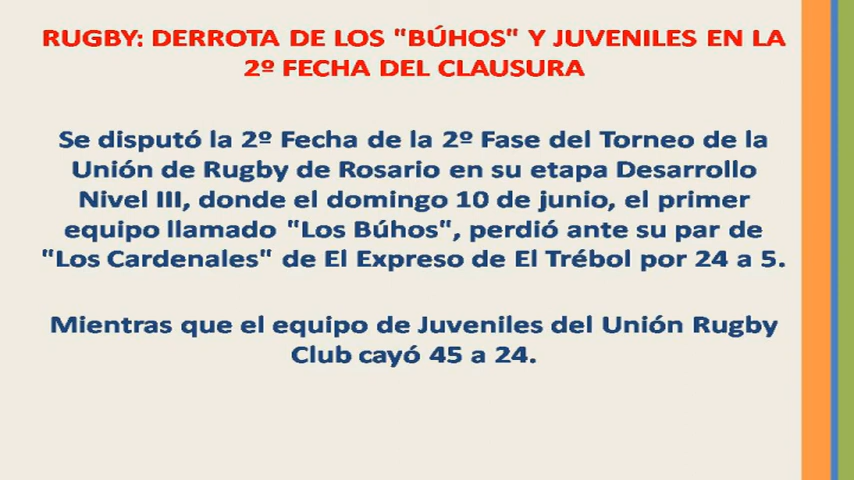 RUGBY: DERROTA DE LOS "BÚHOS" Y JUVENILES EN LA
2º FECHA DEL CLAUSURA
Se disputó la 2º Fecha de la 2º Fase del Torneo de la
Unión de Rugby de Rosario en su etapa Desarrollo
Nivel III, donde el domingo 10 de junio, el primer
equipo llamado "Los Búhos", perdió ante su par de
"Los Cardenales" de El Expreso de El Trébol por 24 a 5.
Mientras que el equipo de Juveniles del Unión Rugby
Club cayó 45 a 24.